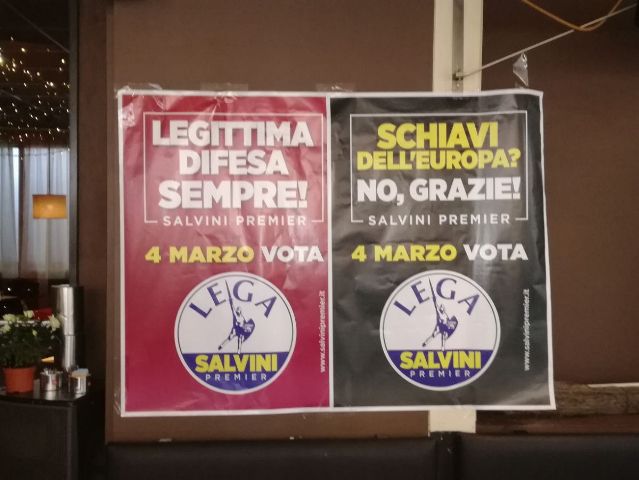 LEGITTIMA
DIFESA
SEMPRE!
SALVINI PREMIER
4 MARZO VOTA
LEGA
SALVINI
PREMIER
www.salvinipremier.it
SCHIAVI
DELL'EUROPA?
NO, GRAZIE!
SALVINI PREMIER
4 MARZO VOTA
LEGA
SALVINI
PREMIER
www.salvinipremier.it